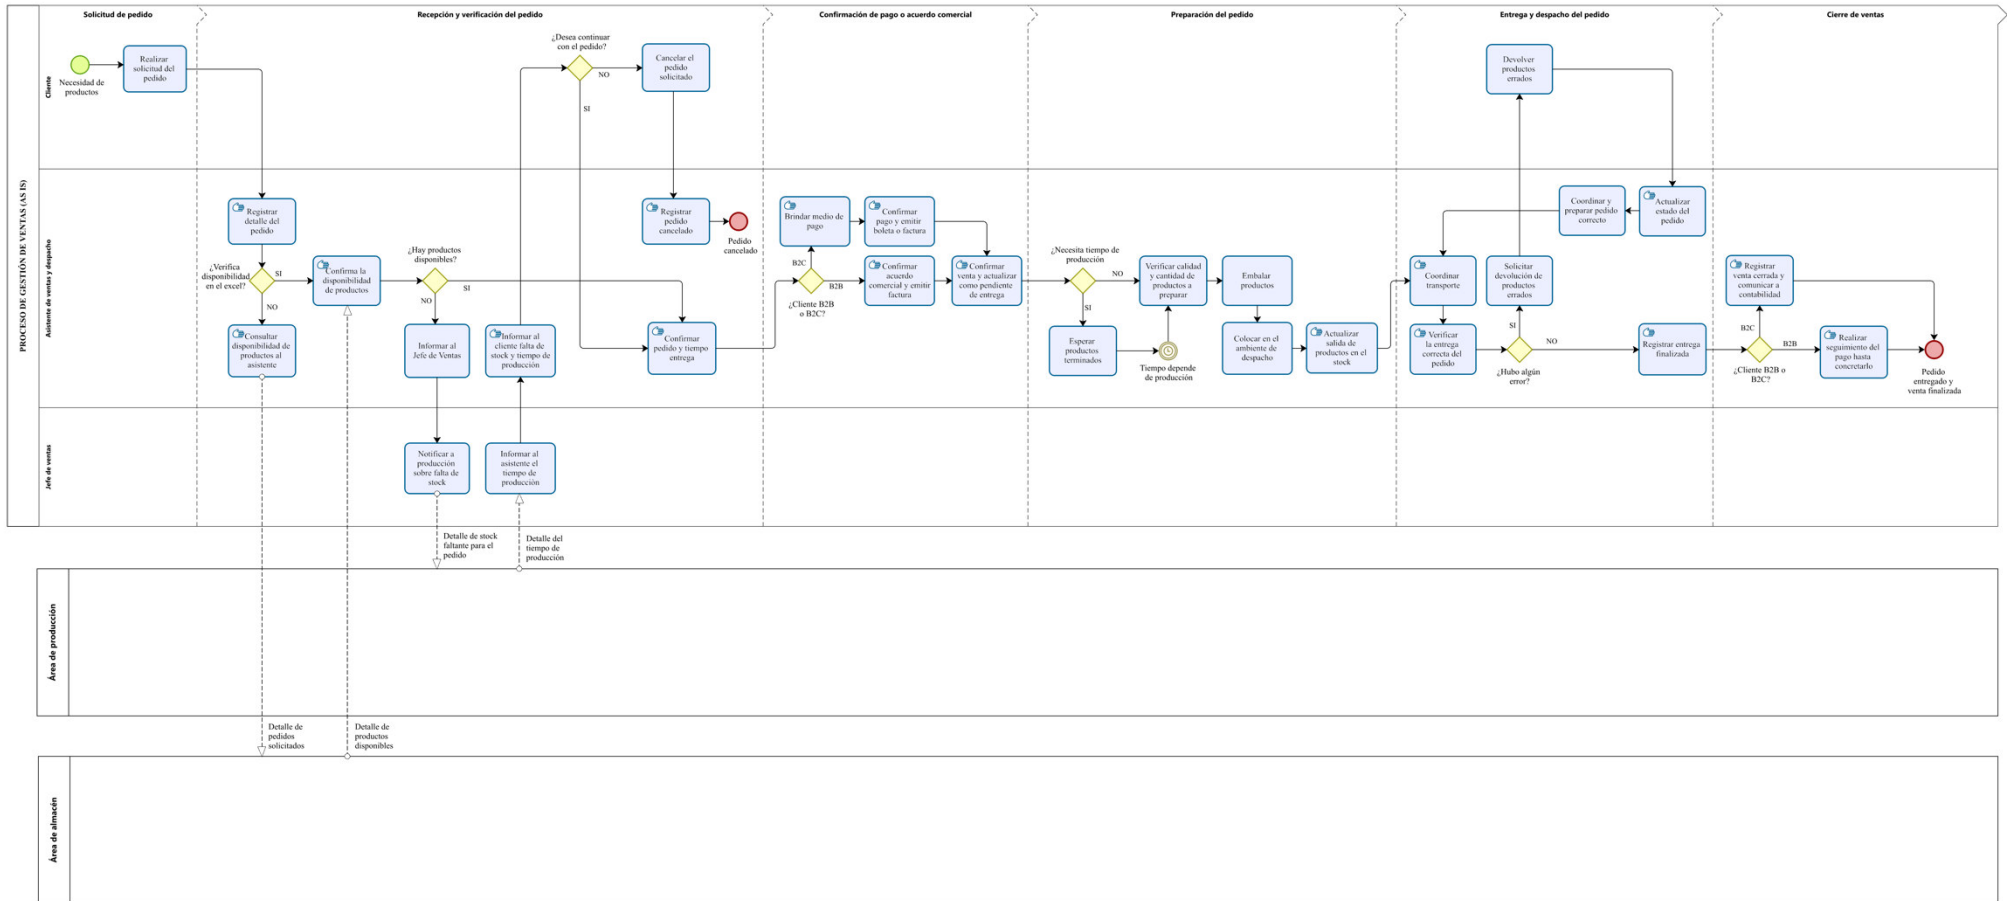 Solicitud de pedido
Recepción y verificación del pedido
Confirmación de pago o acuerdo comercial
Preparación del pedido
Entrega y despacho del pedido
Cierre de ventas
PROCESO DE GESTIÓN DE VENTAS (AS IS)
Cliente
Necesidad de
productos
Realizar
solicitud del
pedido
¿Desea continuar
con el pedido?
NO
SI
Cancelar el
pedido
solicitado
Devolver
productos
errados
Asistente de ventas y despacho
Registrar
detalle del
pedido
¿Verifica
disponibilidad
en el excel?
SI
NO
Consultar
disponibilidad de
productos al
asistente
Confirma la
disponibilidad
de productos
¿Hay productos
disponibles?
SI
NO
Informar al
Jefe de Ventas
Informar al
cliente falta de
stock y tiempo de
producción
Registrar
pedido
cancelado
Pedido
cancelado
Confirmar
pedido y tiempo
entrega
Brindar medio de
pago
Confirmar
pago y emitir
boleta o factura
B2C
B2B
¿Cliente B2B
o B2C?
Confirmar
acuerdo
comercial y emitir
factura
Confirmar
venta y actualizar
como pendiente
de entrega
¿Necesita tiempo de
producción?
NO
SI
Esperar
productos
terminados
Tiempo depende
de producción
Verificar calidad
y cantidad de
productos a
preparar
Embalar
productos
Colocar en el
ambiente de
despacho
Actualizar
salida de
productos en el
stock
Coordinar y
preparar pedido
correcto
Actualizar
estado del
pedido
Coordinar
transporte
Solicitar
devolución de
productos
errados
Verificar
la entrega
correcta del
pedido
SI
NO
¿Hubo algún
error?
Registrar entrega
finalizada
Registrar
venta cerrada y
comunicar a
contabilidad
B2C
B2B
¿Cliente B2B o
B2C?
Realizar
seguimiento del
pago hasta
concretarlo
Pedido
entregado y
venta finalizada
Jefe de ventas
Notificar a
producción
sobre falta de
stock
Informar al
asistente el
tiempo de
producción
Detalle de stock
faltante para el
pedido
Detalle del
tiempo de
producción
Área de producción
Detalle de
pedidos
solicitados
Detalle de
productos
disponibles
Área de almacén